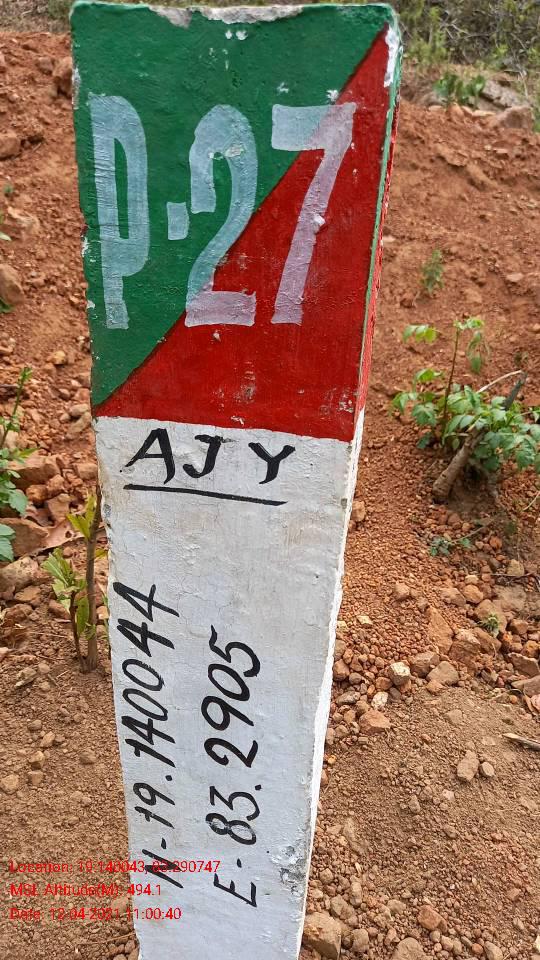 P.27
AJY
N-19.140044
E-83.2905
Location: 19.140043, 83.290747
MSL Altitude(M): 494.1
Date: 12-04-2021 11:00:40